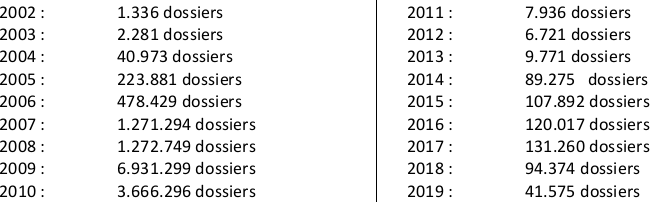 2002 : 1.336 dossiers
2003 : 2.281 dossiers
2004 : 40.973 dossiers
2005 : 223.881 dossiers
2006 : 478.429 dossiers
2007 : 1.271.294 dossiers
2008 : 1.272.749 dossiers
2009 : 6.931.299 dossiers
2010 : 3.666.296 dossiers
2011 : 7.936 dossiers
2012 : 6.721 dossiers
2013 : 9.771 dossiers
2014 : 89.275 dossiers
2015 : 107.892 dossiers
2016 : 120.017 dossiers
2017 : 131.260 dossiers
2018 : 94.374 dossiers
2019 : 41.575 dossiers